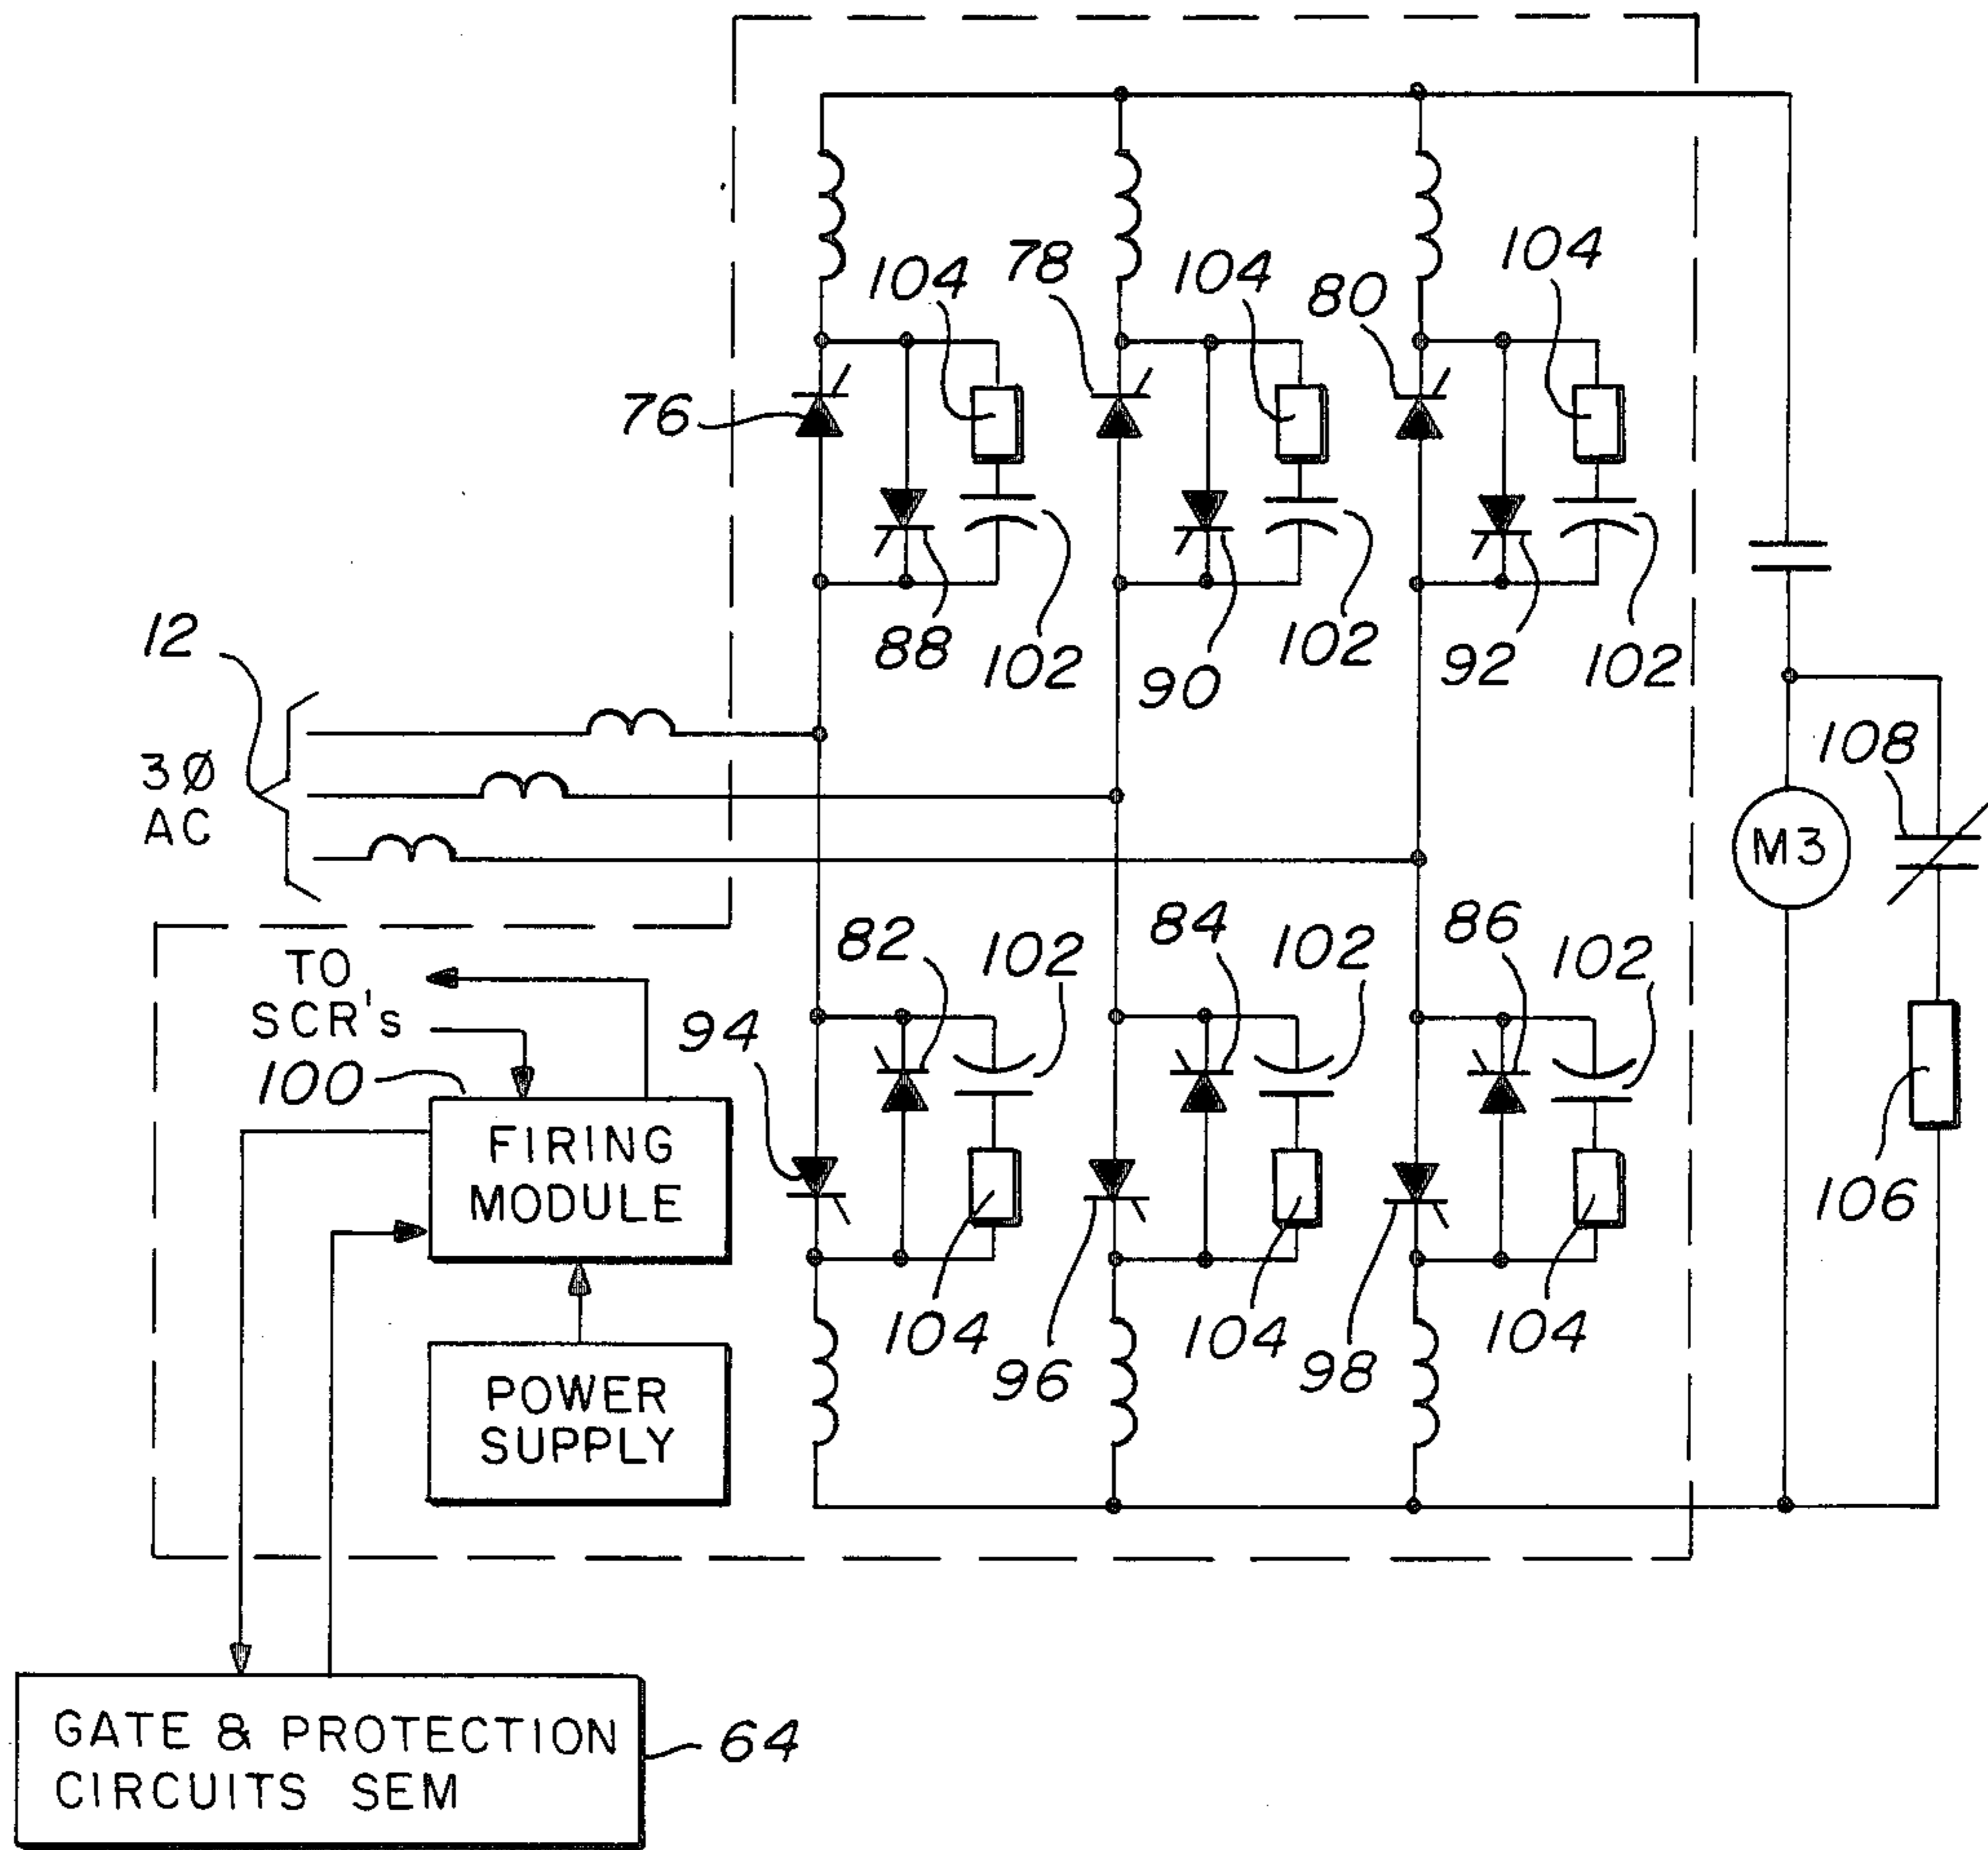 104
78
104
80
104
76
88
102
90
102
92
102
12
3Ø
AC
108
M3
TO
SCR's
100
82
102
84
102
86
102
94
FIRING
MODULE
106
104
96
104
98
104
POWER
SUPPLY
GATE & PROTECTION
CIRCUITS SEM
64